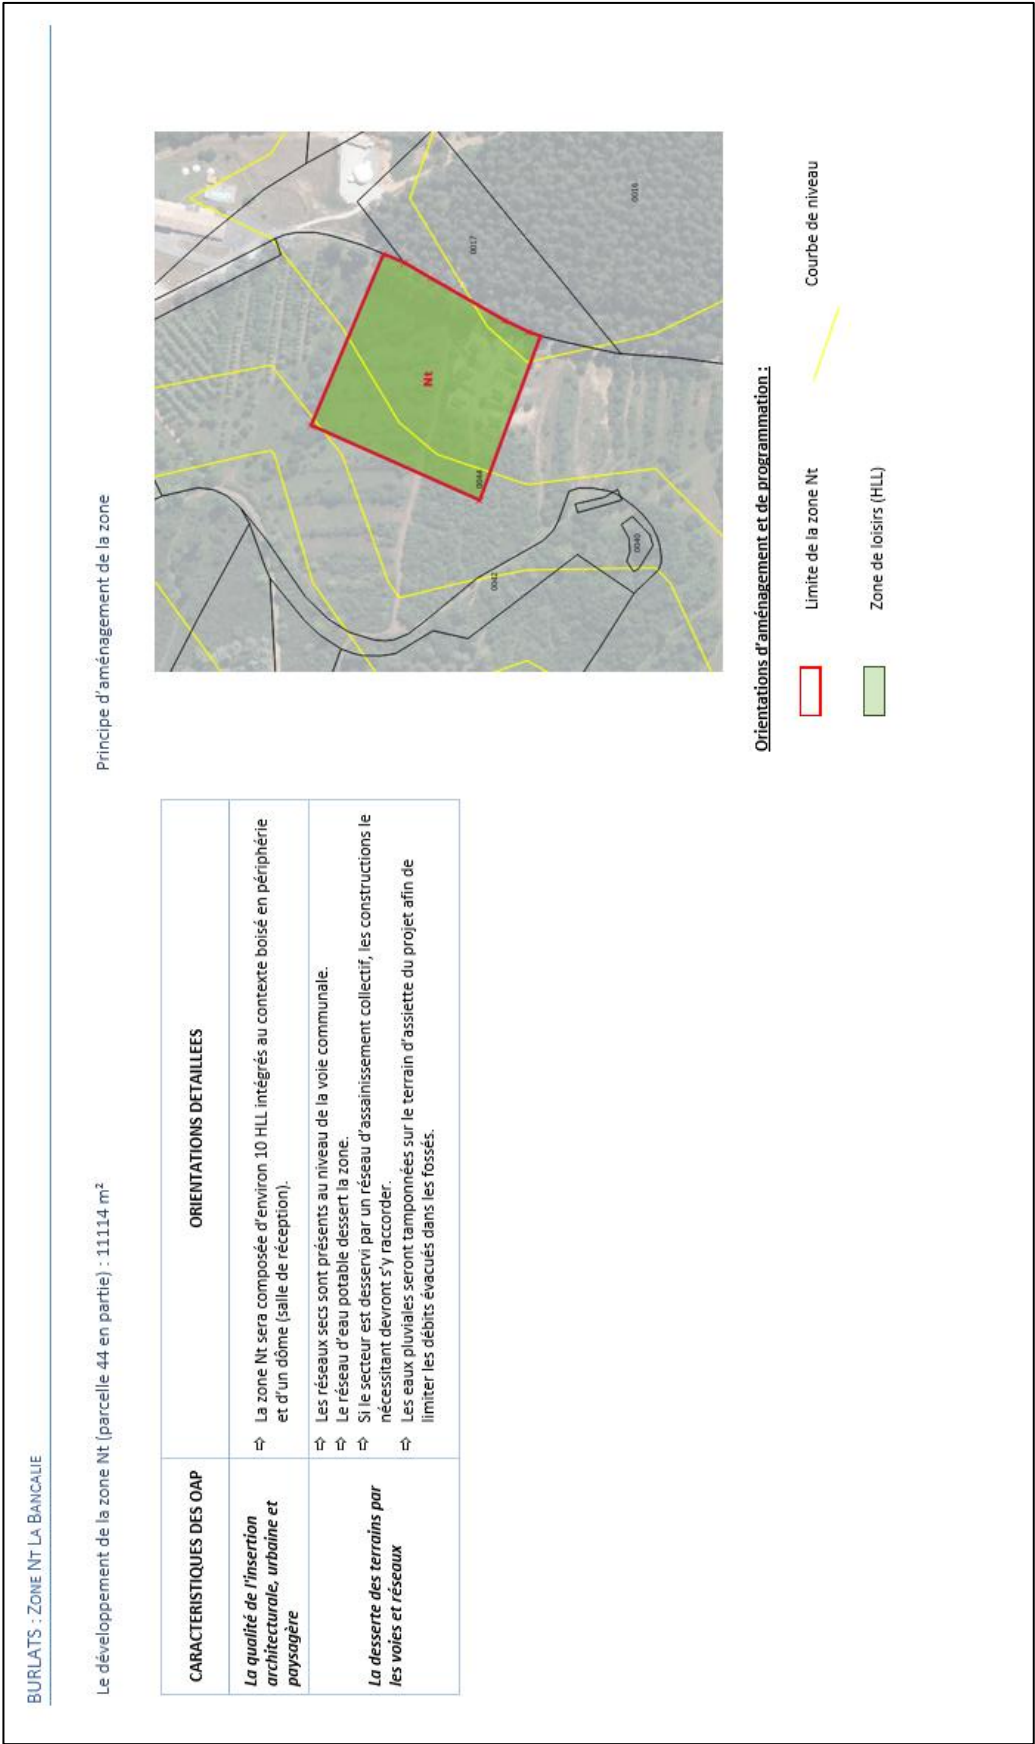 BURLATS : ZONE NT LA BANCALIE
Le développement de la zone Nt (parcelle 44 en partie) : 11114 m²
CARACTERISTIQUES DES OAP
ORIENTATIONS DETAILLEES
La qualité de l'insertion
architecturale, urbaine et
paysagère
⇨ La zone Nt sera composée d'environ 10 HLL intégrés au contexte boisé en périphérie
et d'un dôme (salle de réception).
La desserte des terrains par
les voies et réseaux
⇨ Les réseaux secs sont présents au niveau de la voie communale.
⇨ Le réseau d'eau potable dessert la zone.
⇨ Si le secteur est desservi par un réseau d'assainissement collectif, les constructions le
nécessitant devront s'y raccorder.
⇨ Les eaux pluviales seront tamponnées sur le terrain d'assiette du projet afin de
limiter les débits évacués dans les fossés.
Principe d'aménagement de la zone
Nt
0044
0042
0040
0017
0016
Orientations d'aménagement et de programmation :
Limite de la zone Nt
Courbe de niveau
Zone de loisirs (HLL)